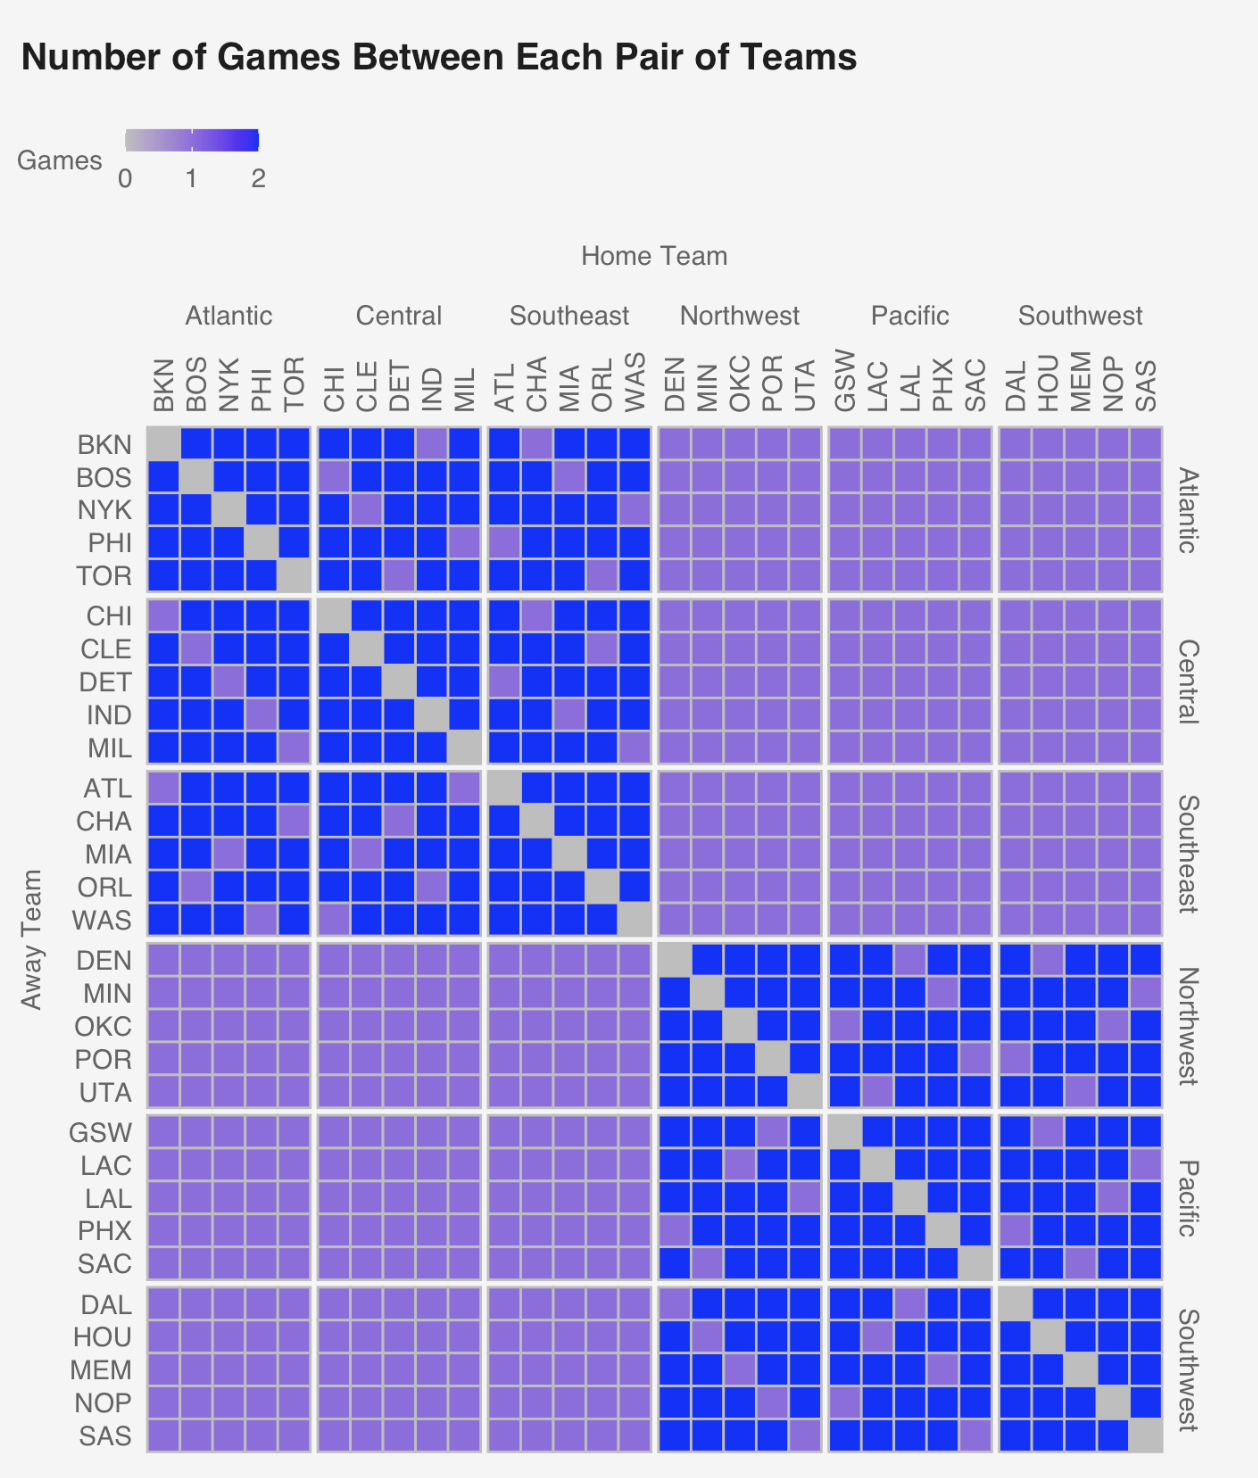 Number of Games Between Each Pair of Teams
Games
0 1 2
Home Team
Atlantic Central Southeast Northwest Pacific Southwest
BKN BOS NYK PHI TOR CHI CLE DET IND MIL ATL CHA MIA ORL WAS DEN MIN OKC POR UTA GSW LAC LAL PHX SAC DAL HOU MEM NOP SAS
Away Team
BKN
BOS
NYK
PHI
TOR
Atlantic
CHI
CLE
DET
IND
MIL
Central
ATL
CHA
MIA
ORL
WAS
Southeast
DEN
MIN
OKC
POR
UTA
Northwest
GSW
LAC
LAL
PHX
SAC
Pacific
DAL
HOU
MEM
NOP
SAS
Southwest